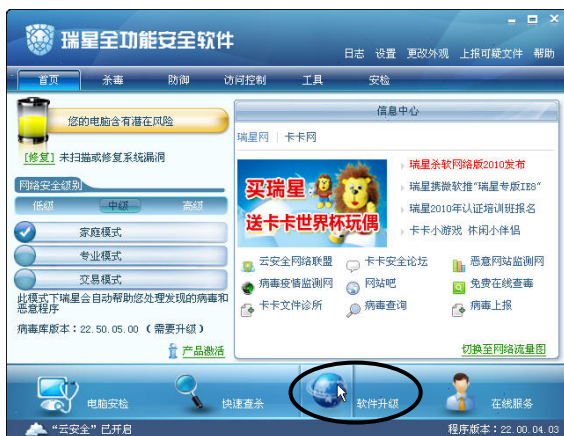 瑞星全功能安全软件
日志 设置 更改外观 上报可疑文件 帮助
首页 杀毒 防御 访问控制 工具 安检
您的电脑含有潜在风险
[修复] 未扫描或修复系统漏洞
网络安全级别
低级 中级 高级
家庭模式
专业模式
交易模式
此模式下瑞星会自动帮助您处理发现的病毒和
恶意程序
病毒库版本：22.50.05.00 （需要升级）
产品激活
信息中心
瑞星网 卡卡网
买瑞星
送卡卡世界杯玩偶
瑞星杀软网络版2010发布
瑞星携微软推“瑞星专版IE8”
瑞星2010年认证培训班报名
卡卡小游戏 休闲小伴侣
云安全网络联盟 卡卡安全论坛 恶意网站监测网
病毒疫情监测网 网站吧 免费在线查毒
卡卡文件诊所 病毒查询 病毒上报
切换至网络流量图
电脑安检 快速查杀 软件升级 在线服务
“云安全”已开启
程序版本：22.00.04.03